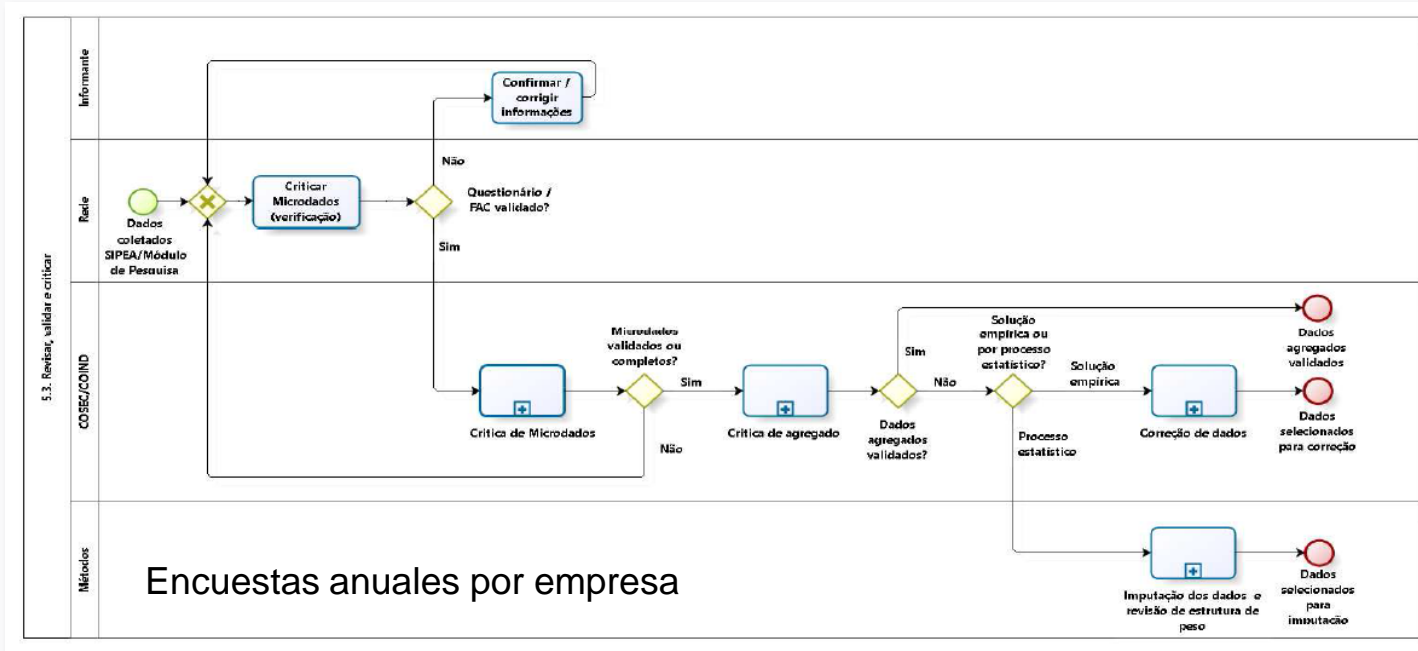 5.3. Revisar, validar e criticar
Informante
Confirmar /
corrigir
informações
Rede
Dados
coletados
SIPEA/Módulo
de Pesquisa
Criticar
Microdados
(verificação)
Não
Questionário /
FAC validado?
Sim
COSEC/COIND
Critica de Microdados
Microdados
validados ou
completos?
Sim
Não
Critica de agregado
Sim
Não
Dados
agregados
validados?
Solução
empírica ou
por processo
estatístico?
Solução
empírica
Processo
estatístico
Correção de dados
Dados
agregados
validados
Dados
selecionados
para correção
Métodos
Encuestas anuales por empresa
Imputação dos dados e
revisão de estrutura de
peso
Dados
selecionados
para
imputação